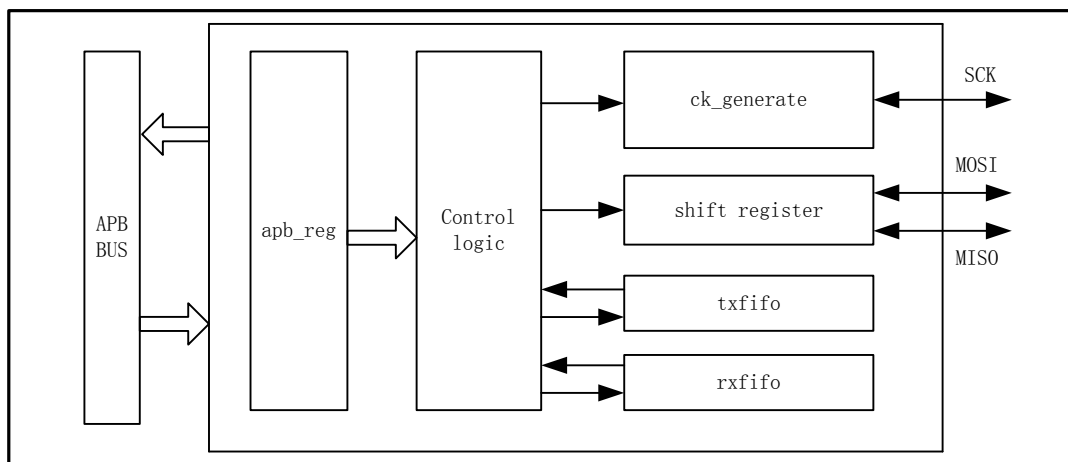 APB
BUS
apb_reg
Control
logic
ck_generate
shift register
txfifo
rxfifo
SCK
MOSI
MISO